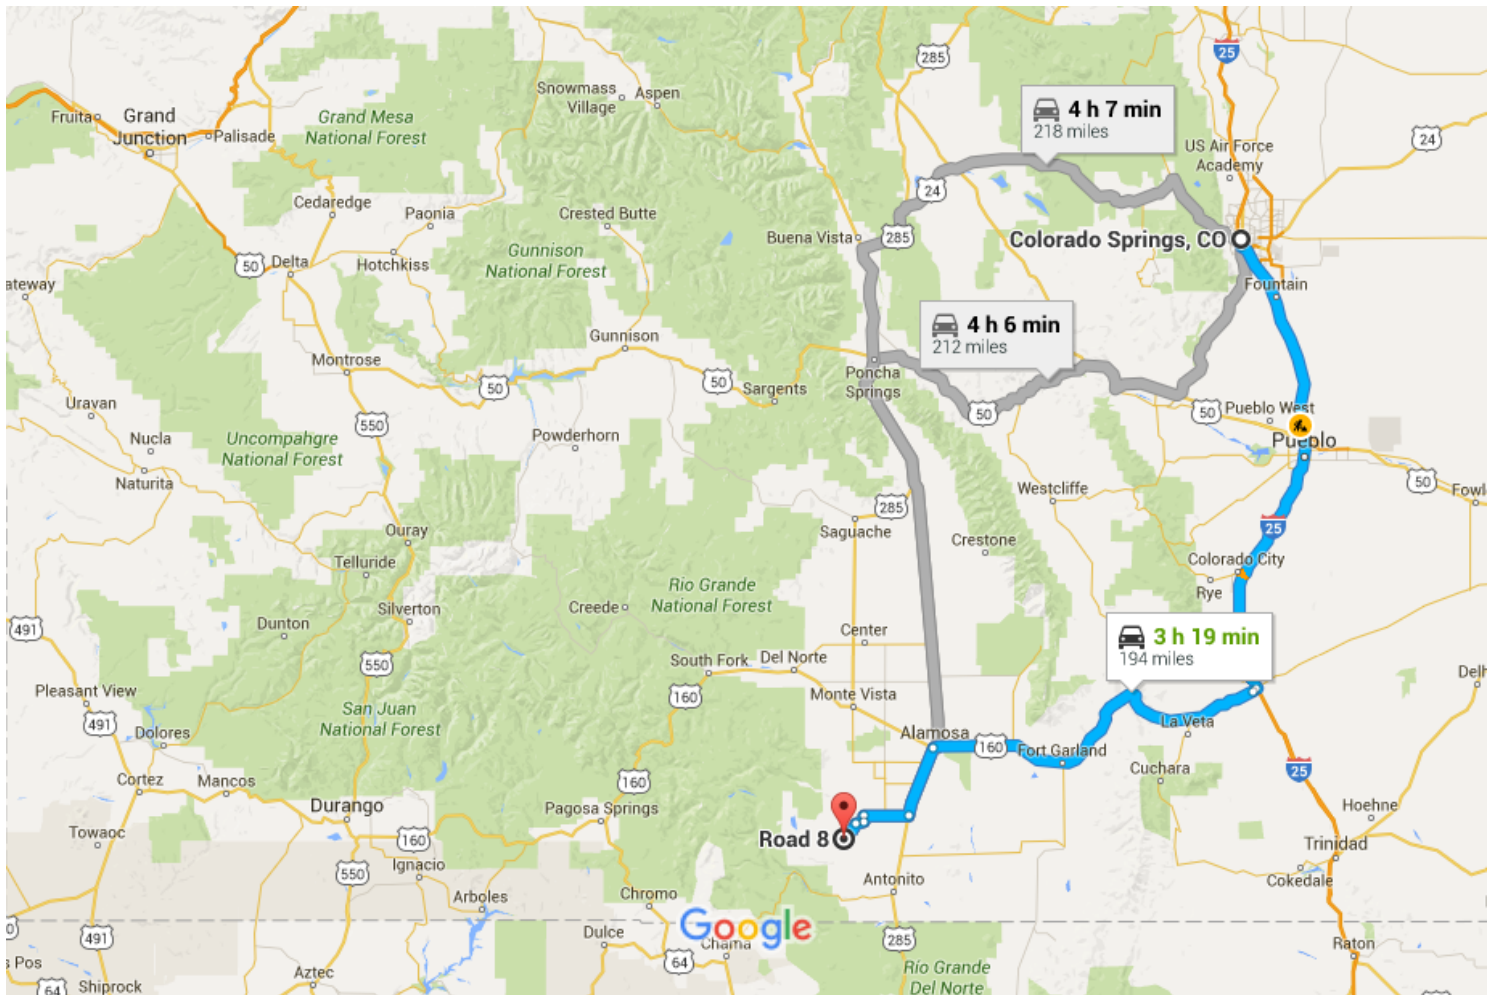 25
285
Snowmass
Village
Aspen
4 h 7 min
218 miles
Fruita
Grand
Junction
Palisade
Grand Mesa
National Forest
24
US Air Force
Academy
Cedaredge
24
Paonia
Crested Butte
Buena Vista
285
Colorado Springs, CO
50
Delta
Hotchkiss
Gunnison
National Forest
ateway
Fountain
4 h 6 min
212 miles
Gunnison
Montrose
50
50
Sargents
Poncha
Springs
50
50
Pueblo West
Pueblo
Uravan
550
Nucla
Uncompahgre
National Forest
Powderhorn
Naturita
50
Fowl
Westcliffe
285
Saguache
25
Ouray
Crestone
Telluride
Colorado City
Rye
Rio Grande
National Forest
Silverton
Creede
491
Dunton
Center
3 h 19 min
194 miles
550
South Fork
Del Norte
Delh
Pleasant View
160
Monte Vista
491
San Juan
National Forest
La Veta
Dolores
Alamosa
160
Fort Garland
25
Cuchara
Cortez
Mancos
160
Durango
Pagosa Springs
Hoehne
Towaoc
160
Road 8
Trinidad
Ignacio
550
Antonito
Cokedale
Arboles
Chromo
Google
0
491
Dulce
Chama
285
Raton
s Pos
64
Rio Grande
Del Norte
Aztec
64
Shiprock